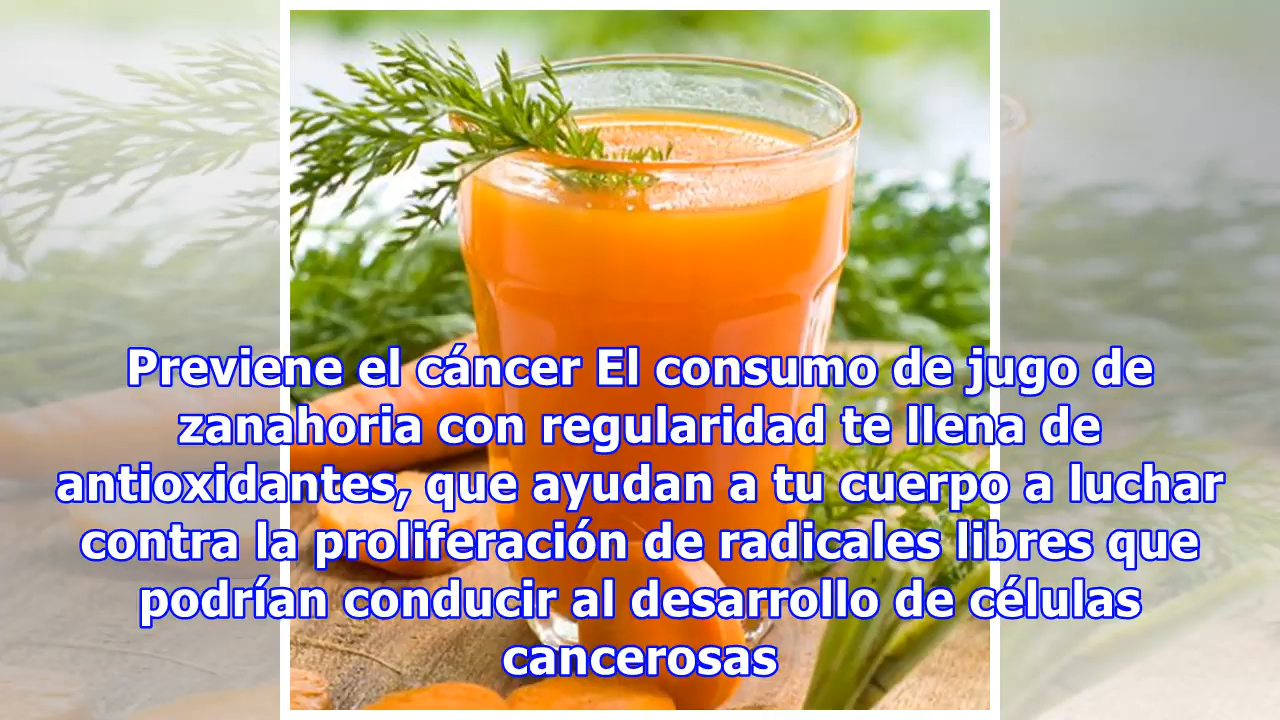 Previene el cáncer El consumo de jugo de
zanahoria con regularidad te llena de
antioxidantes, que ayudan a tu cuerpo a luchar
contra la proliferación de radicales libres que
podrían conducir al desarrollo de células
cancerosas